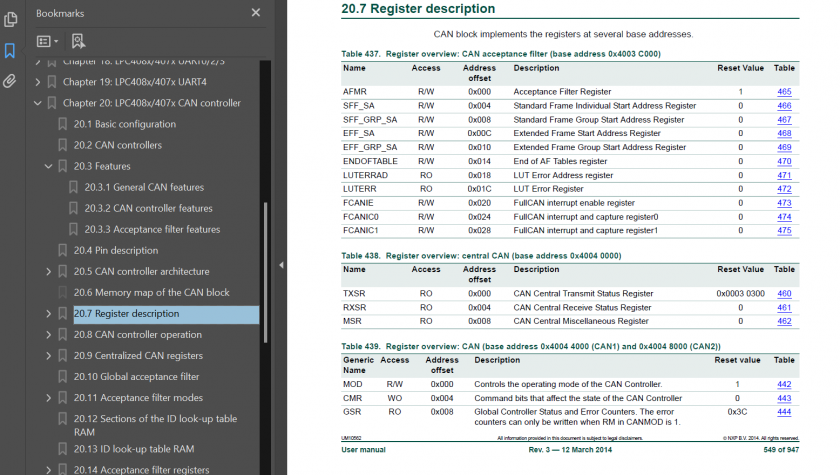 Bookmarks
Chapter 18: LPC408x/407x UART0/2/3
Chapter 19: LPC408x/407x UART4
Chapter 20: LPC408x/407x CAN controller
20.1 Basic configuration
20.2 CAN controllers
20.3 Features
20.3.1 General CAN features
20.3.2 CAN controller features
20.3.3 Acceptance filter features
20.4 Pin description
20.5 CAN controller architecture
20.6 Memory map of the CAN block
20.7 Register description
20.8 CAN controller operation
20.9 Centralized CAN registers
20.10 Global acceptance filter
20.11 Acceptance filter modes
20.12 Sections of the ID look-up table
RAM
20.13 ID look-up table RAM
20.14 Acceptance filter registers
20.7 Register description
CAN block implements the registers at several base addresses.
Table 437. Register overview: CAN acceptance filter (base address 0x4003 C000)
Name Access Address Description Reset Value Table
offset
AFMR R/W 0x000 Acceptance Filter Register 1 465
SFF_SA R/W 0x004 Standard Frame Individual Start Address Register 0 466
SFF_GRP_SA R/W 0x008 Standard Frame Group Start Address Register 0 467
EFF_SA R/W 0x00C Extended Frame Start Address Register 0 468
EFF_GRP_SA R/W 0x010 Extended Frame Group Start Address Register 0 469
ENDOFTABLE R/W 0x014 End of AF Tables register 0 470
LUTERRAD RO 0x018 LUT Error Address register 0 471
LUTERR RO 0x01C LUT Error Register 0 472
FCANIE R/W 0x020 FullCAN interrupt enable register 0 473
FCANIC0 R/W 0x024 FullCAN interrupt and capture register0 0 474
FCANIC1 R/W 0x028 FullCAN interrupt and capture register1 0 475
Table 438. Register overview: central CAN (base address 0x4004 0000)
Name Access Address Description Reset Value Table
offset
TXSR RO 0x000 CAN Central Transmit Status Register 0x0003 0300 460
RXSR RO 0x004 CAN Central Receive Status Register 0 461
MSR RO 0x008 CAN Central Miscellaneous Register 0 462
Table 439. Register overview: CAN (base address 0x4004 4000 (CAN1) and 0x4004 8000 (CAN2))
Generic Access Address Description Reset value Table
Name offset
MOD R/W 0x000 Controls the operating mode of the CAN Controller. 1 442
CMR WO 0x004 Command bits that affect the state of the CAN Controller 0 443
GSR RO 0x008 Global Controller Status and Error Counters. The error 0x3C 444
counters can only be written when RM in CANMOD is 1.
UM10562 All information provided in this document is subject to legal disclaimers. © NXP B.V. 2014. All rights reserved.
User manual Rev. 3 — 12 March 2014 549 of 947